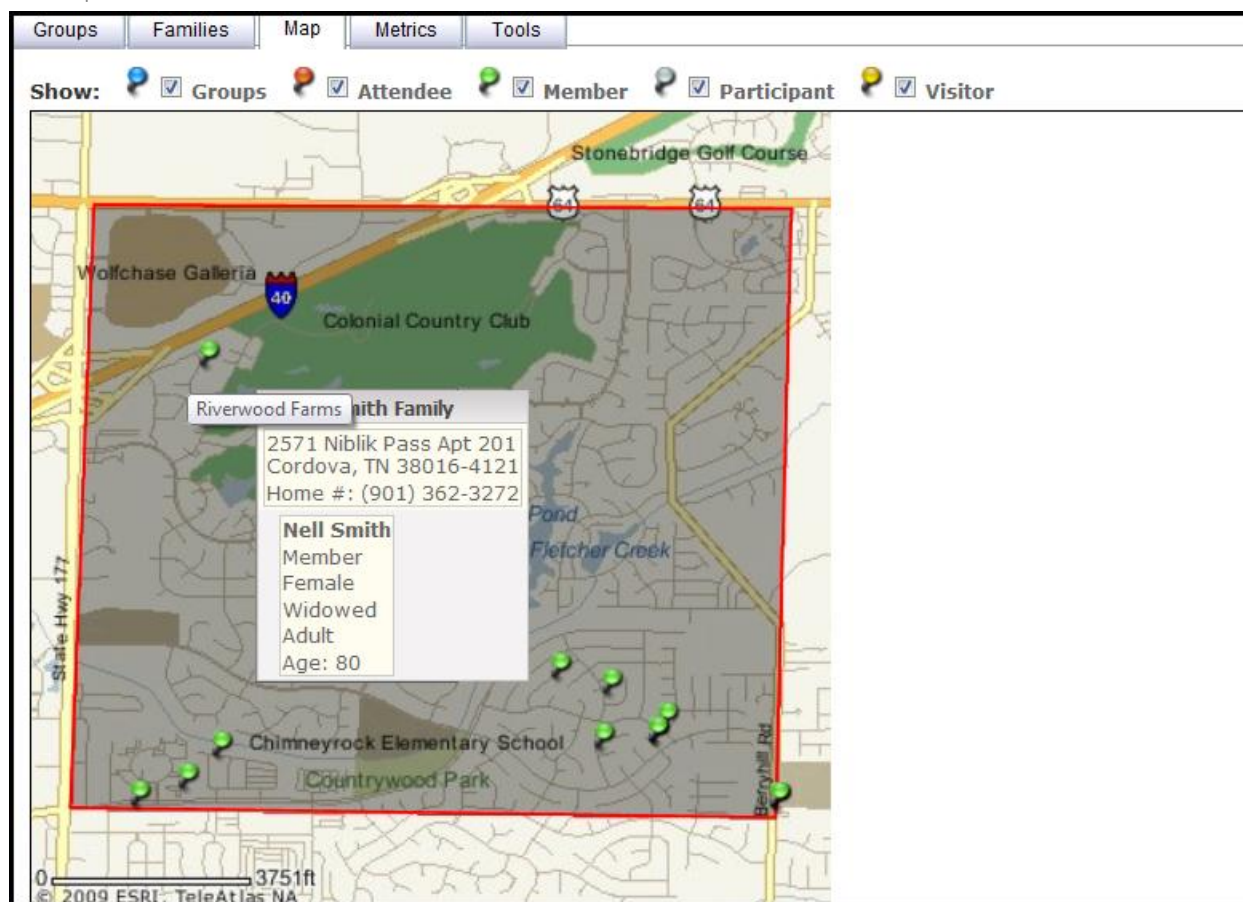 Groups Families Map Metrics Tools
Show: Groups Attendee Member Participant Visitor
Stonebridge Golf Course
64 64
Wolfchase Galleria
40
Colonial Country Club
Riverwood Farms
mith Family
2571 Niblik Pass Apt 201
Cordova, TN 38016-4121
Home #: (901) 362-3272
Nell Smith
Member
Female
Widowed
Adult
Age: 80
Pond
Fletcher Creek
State Hwy 177
Chimneyrock Elementary School
Countrywood Park
Berryhill Rd
0 3751ft
© 2009 ESRI, TeleAtlas NA